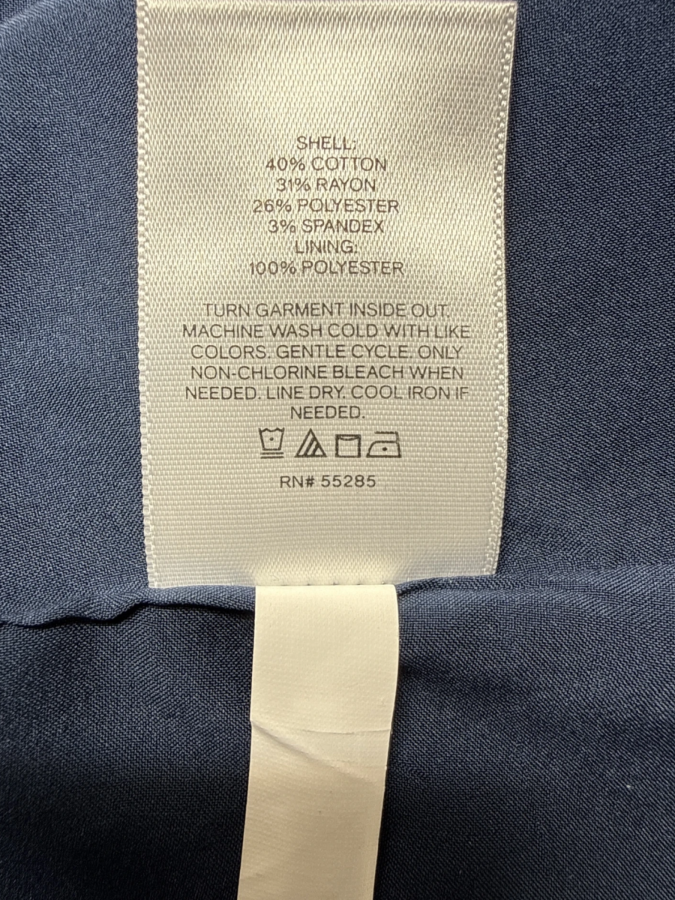 SHELL:
40% COTTON
31% RAYON
26% POLYESTER
3% SPANDEX
LINING:
100% POLYESTER
TURN GARMENT INSIDE OUT.
MACHINE WASH COLD WITH LIKE
COLORS. GENTLE CYCLE. ONLY
NON-CHLORINE BLEACH WHEN
NEEDED. LINE DRY. COOL IRON IF
NEEDED.
RN# 55285